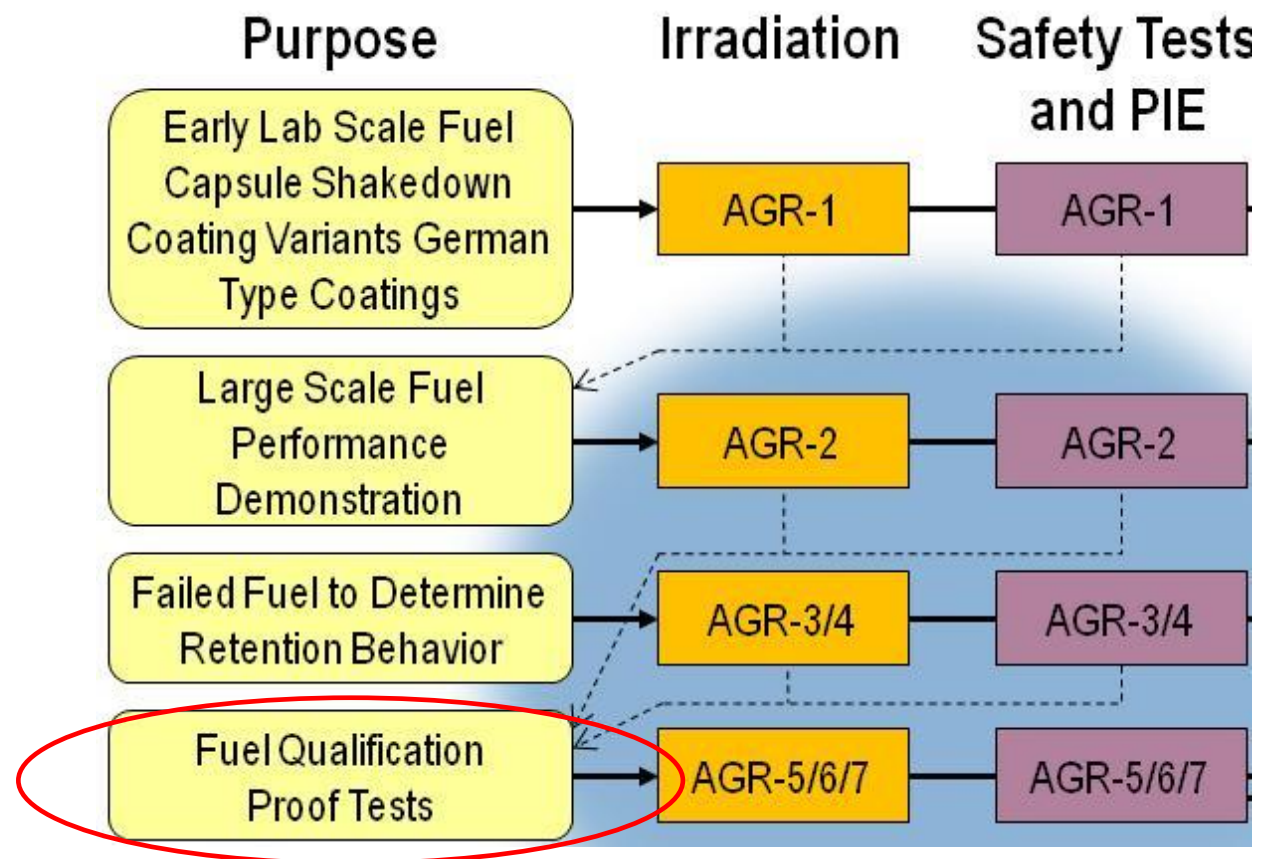 Purpose
Irradiation
Safety Tests
and PIE
Early Lab Scale Fuel
Capsule Shakedown
Coating Variants German
Type Coatings
AGR-1
AGR-1
Large Scale Fuel
Performance
Demonstration
AGR-2
AGR-2
Failed Fuel to Determine
Retention Behavior
AGR-3/4
AGR-3/4
Fuel Qualification
Proof Tests
AGR-5/6/7
AGR-5/6/7